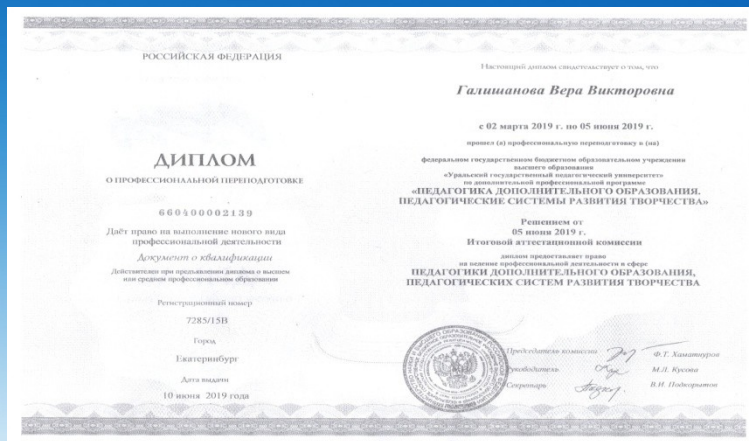 РОССИЙСКАЯ ФЕДЕРАЦИЯ
ДИПЛОМ
О ПРОФЕССИОНАЛЬНОЙ ПЕРЕПОДГОТОВКЕ
660400002139
Даёт право на выполнение нового вида
профессиональной деятельности
Документ о квалификации
Действителен при предъявлении диплома о высшем
или среднем профессиональном образовании
Регистрационный номер
7285/15В
Город
Екатеринбург
Дата выдачи
10 июня 2019 года
Настоящий диплом свидетельствует о том, что
Галишанова Вера Викторовна
с 02 марта 2019 г. по 05 июня 2019 г.
прошел (а) профессиональную переподготовку в (на)
федеральном государственном бюджетном образовательном учреждении
высшего образования
«Уральский государственный педагогический университет»
по дополнительной профессиональной программе
«ПЕДАГОГИКА ДОПОЛНИТЕЛЬНОГО ОБРАЗОВАНИЯ.
ПЕДАГОГИЧЕСКИЕ СИСТЕМЫ РАЗВИТИЯ ТВОРЧЕСТВА»
Решением от
05 июня 2019 г.
Итоговой аттестационной комиссии
диплом предоставляет право
на ведение профессиональной деятельности в сфере
ПЕДАГОГИКИ ДОПОЛНИТЕЛЬНОГО ОБРАЗОВАНИЯ,
ПЕДАГОГИЧЕСКИХ СИСТЕМ РАЗВИТИЯ ТВОРЧЕСТВА
Председатель комиссии Ф.Т. Хаматнуров
Руководитель М.Л. Кусова
Секретарь В.Н. Подкорытов